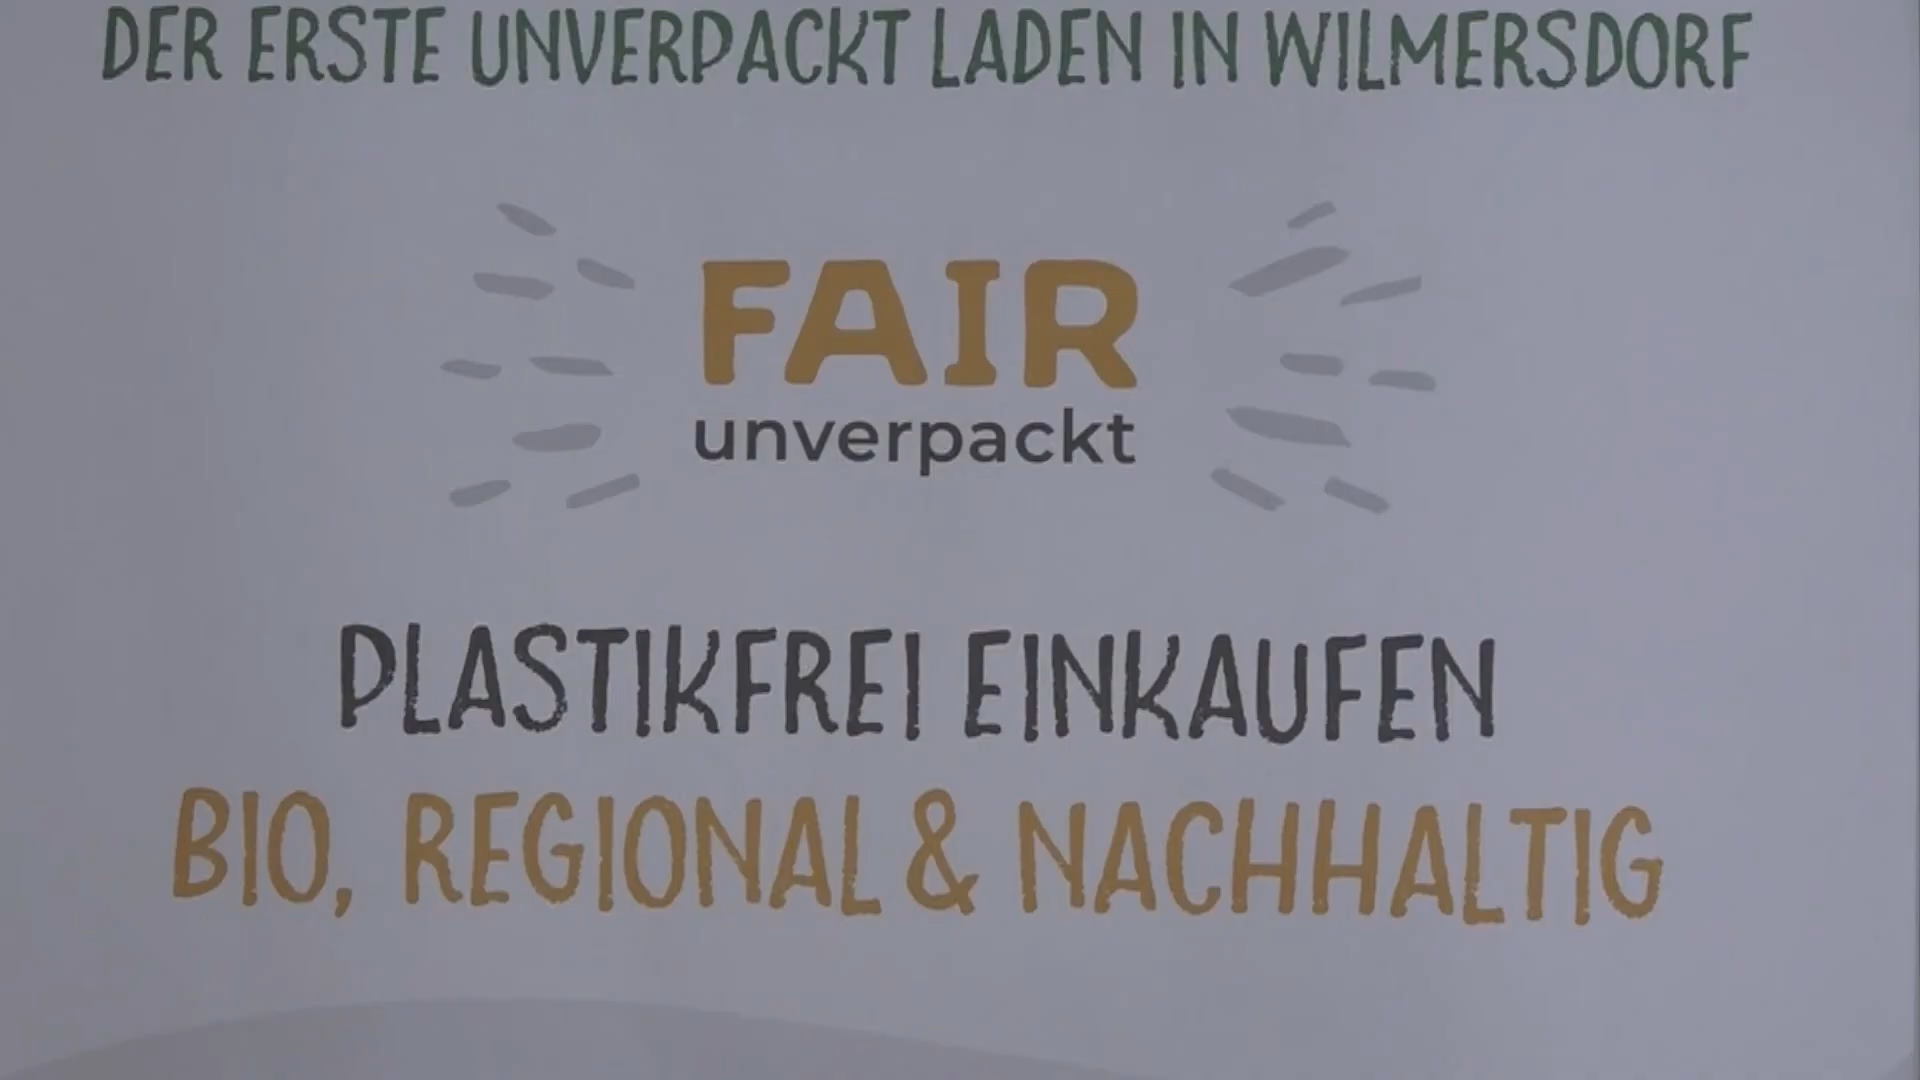 DER ERSTE UNVERPACKT LADEN IN WILMERSDORF
FAIR
unverpackt
PLASTIKFREI EINKAUFEN
BIO, REGIONAL & NACHHALTIG